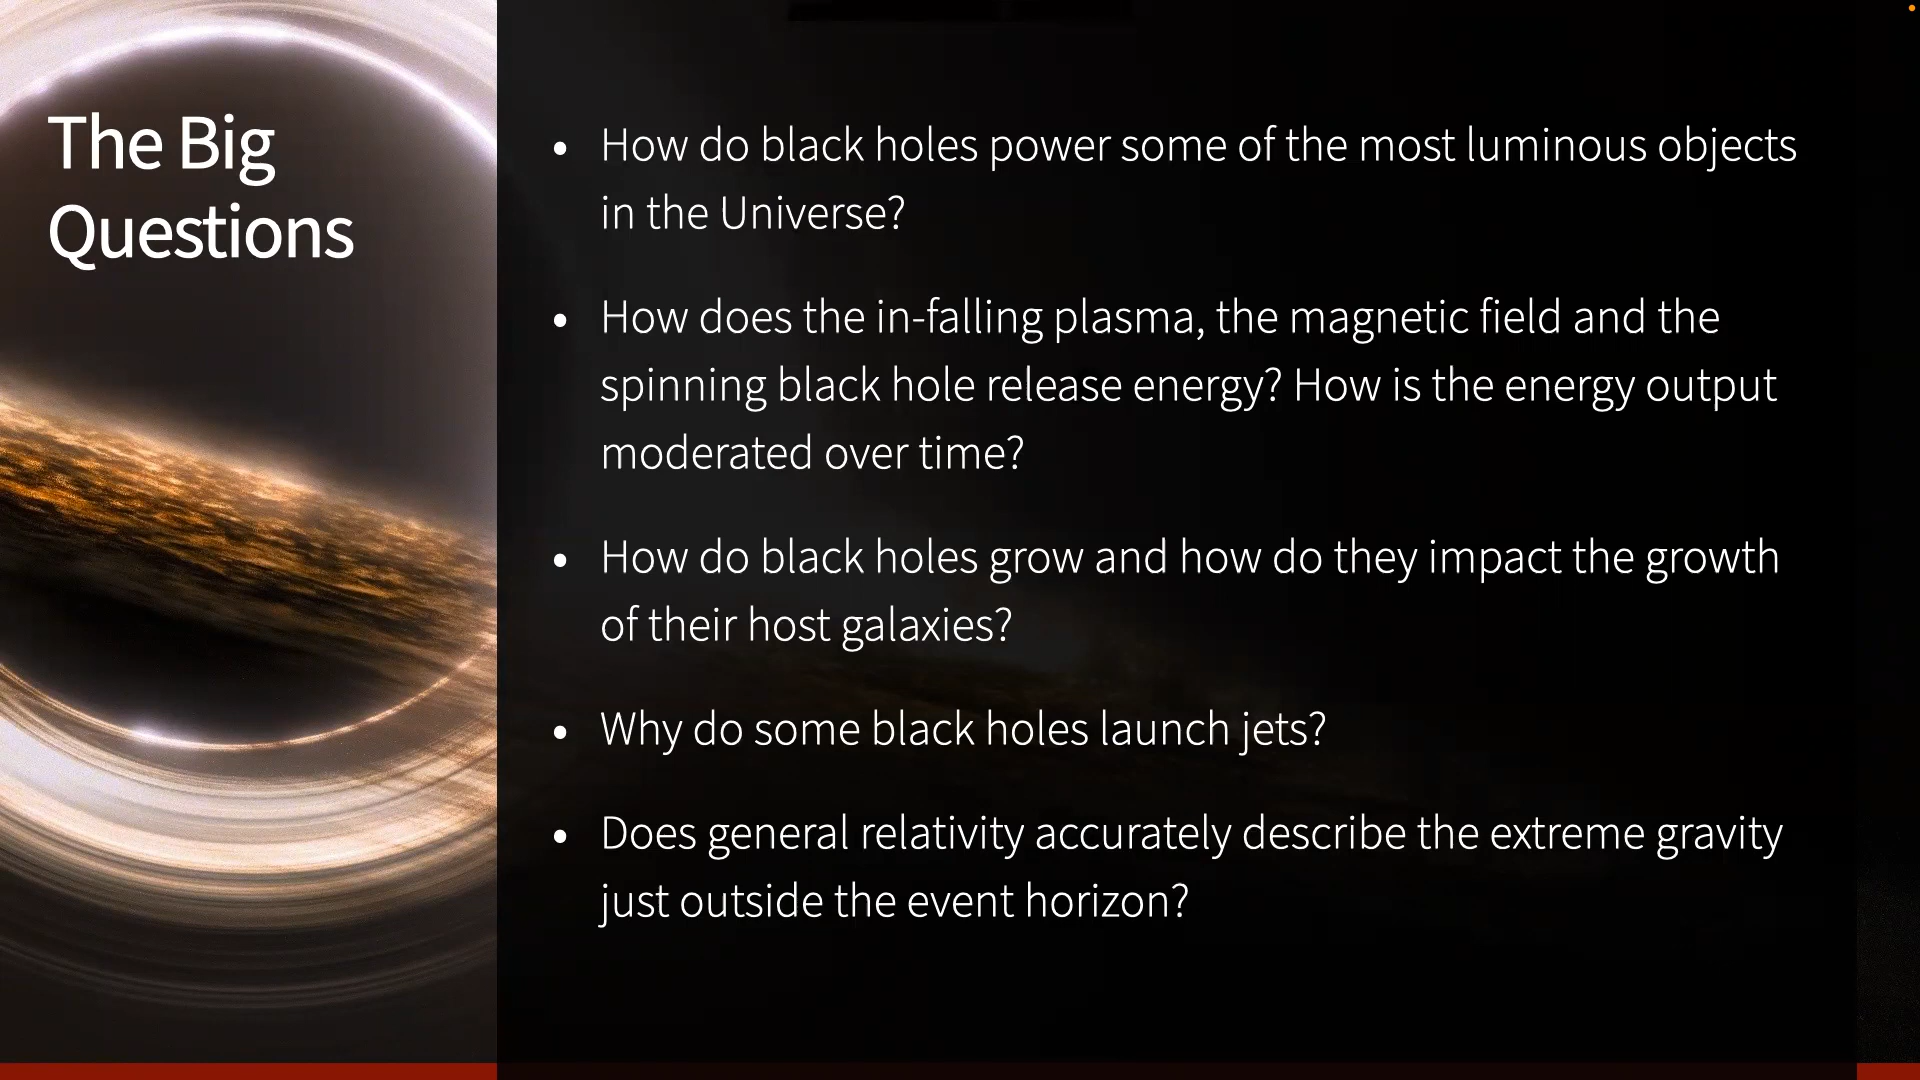 The Big
Questions
• How do black holes power some of the most luminous objects
in the Universe?
• How does the in-falling plasma, the magnetic field and the
spinning black hole release energy? How is the energy output
moderated over time?
• How do black holes grow and how do they impact the growth
of their host galaxies?
• Why do some black holes launch jets?
• Does general relativity accurately describe the extreme gravity
just outside the event horizon?